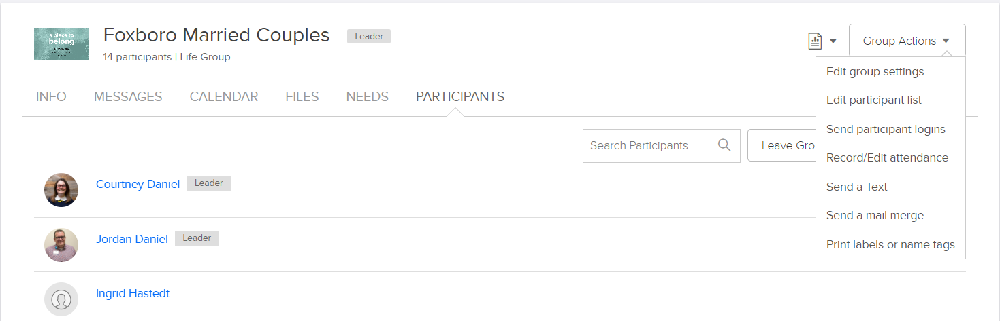 a place to
belong
Foxboro Married Couples
Leader
14 participants | Life Group
Group Actions
Edit group settings
Edit participant list
Send participant logins
Record/Edit attendance
Send a Text
Send a mail merge
Print labels or name tags
INFO
MESSAGES
CALENDAR
FILES
NEEDS
PARTICIPANTS
Search Participants
Leave Gro
Courtney Daniel
Leader
Jordan Daniel
Leader
Ingrid Hastedt